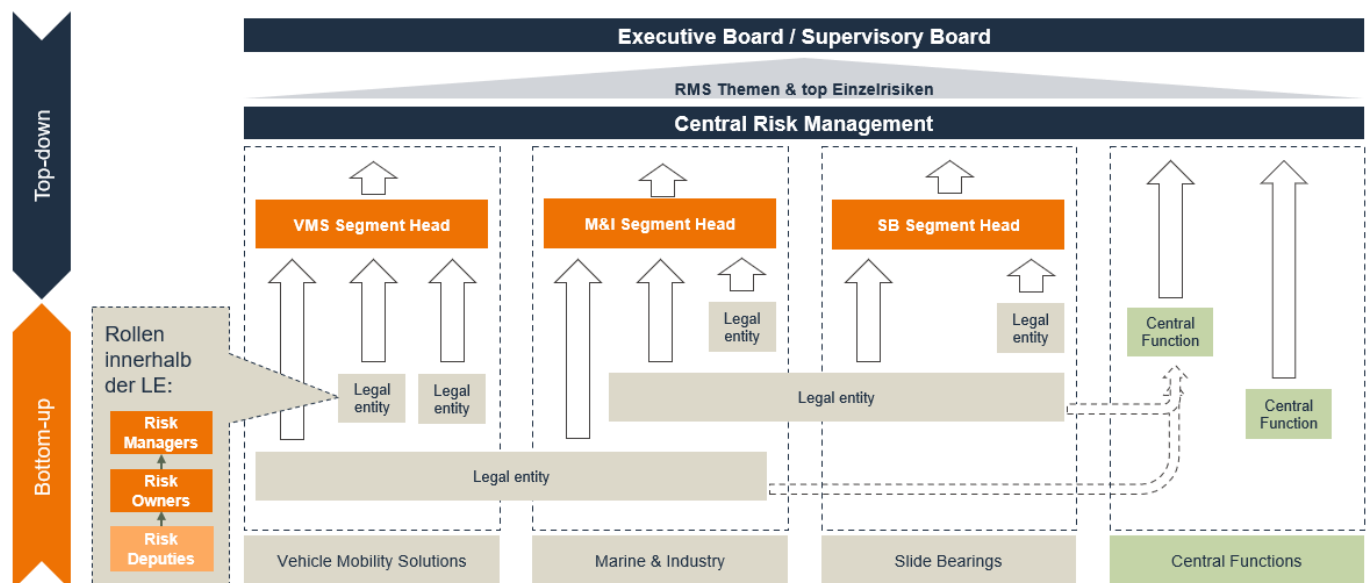 Executive Board / Supervisory Board
RMS Themen & top Einzelrisiken
Central Risk Management
Top-down
VMS Segment Head
M&I Segment Head
SB Segment Head
Legal
entity
Legal
entity
Central
Function
Bottom-up
Rollen
innerhalb
der LE:
Legal
entity
Legal
entity
Legal entity
Central
Function
Risk
Managers
Legal entity
Risk
Owners
Risk
Deputies
Vehicle Mobility Solutions
Marine & Industry
Slide Bearings
Central Functions